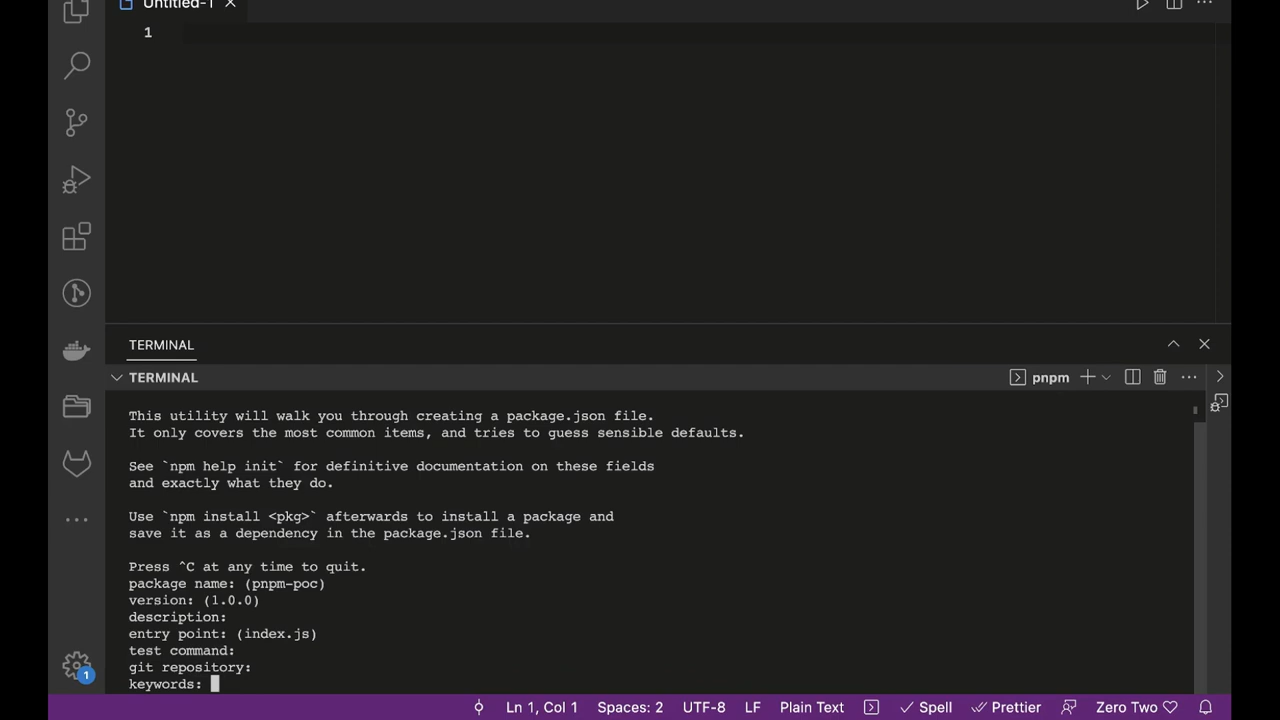 Untitled-1
1
TERMINAL
TERMINAL
pnpm
This utility will walk you through creating a package.json file.
It only covers the most common items, and tries to guess sensible defaults.
See `npm help init` for definitive documentation on these fields
and exactly what they do.
Use `npm install <pkg>` afterwards to install a package and
save it as a dependency in the package.json file.
Press ^C at any time to quit.
package name: (pnpm-poc)
version: (1.0.0)
description:
entry point: (index.js)
test command:
git repository:
keywords:
1
Ln 1, Col 1 Spaces: 2 UTF-8 LF Plain Text Spell Prettier Zero Two